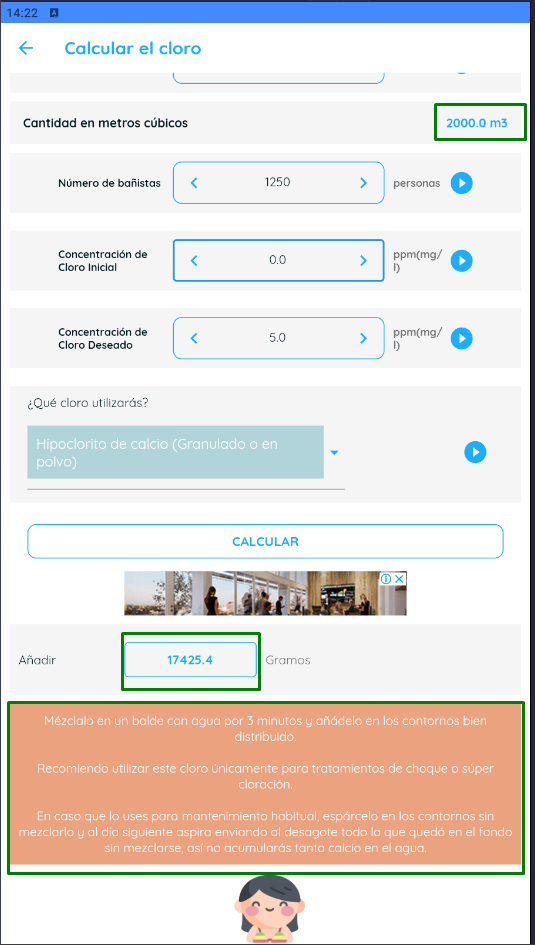 14:22
Calcular el cloro
Cantidad en metros cúbicos
2000.0 m3
Número de bañistas
1250
personas
Concentración de
Cloro Inicial
0.0
ppm(mg/
l)
Concentración de
Cloro Deseado
5.0
ppm(mg/
l)
¿Qué cloro utilizarás?
Hipoclorito de calcio (Granulado o en
polvo)
CALCULAR
Añadir
17425.4
Gramos
Mézclalo en un balde con agua por 3 minutos y añádelo en los contornos bien
distribuido.
Recomiendo utilizar este cloro únicamente para tratamientos de choque o súper
cloración.
En caso que lo uses para mantenimiento habitual, espárcelo en los contornos sin
mezclarlo y al día siguiente aspira enviando al desagote todo lo que quedó en el fondo
sin mezclarse, así no acumularás tanto calcio en el agua.